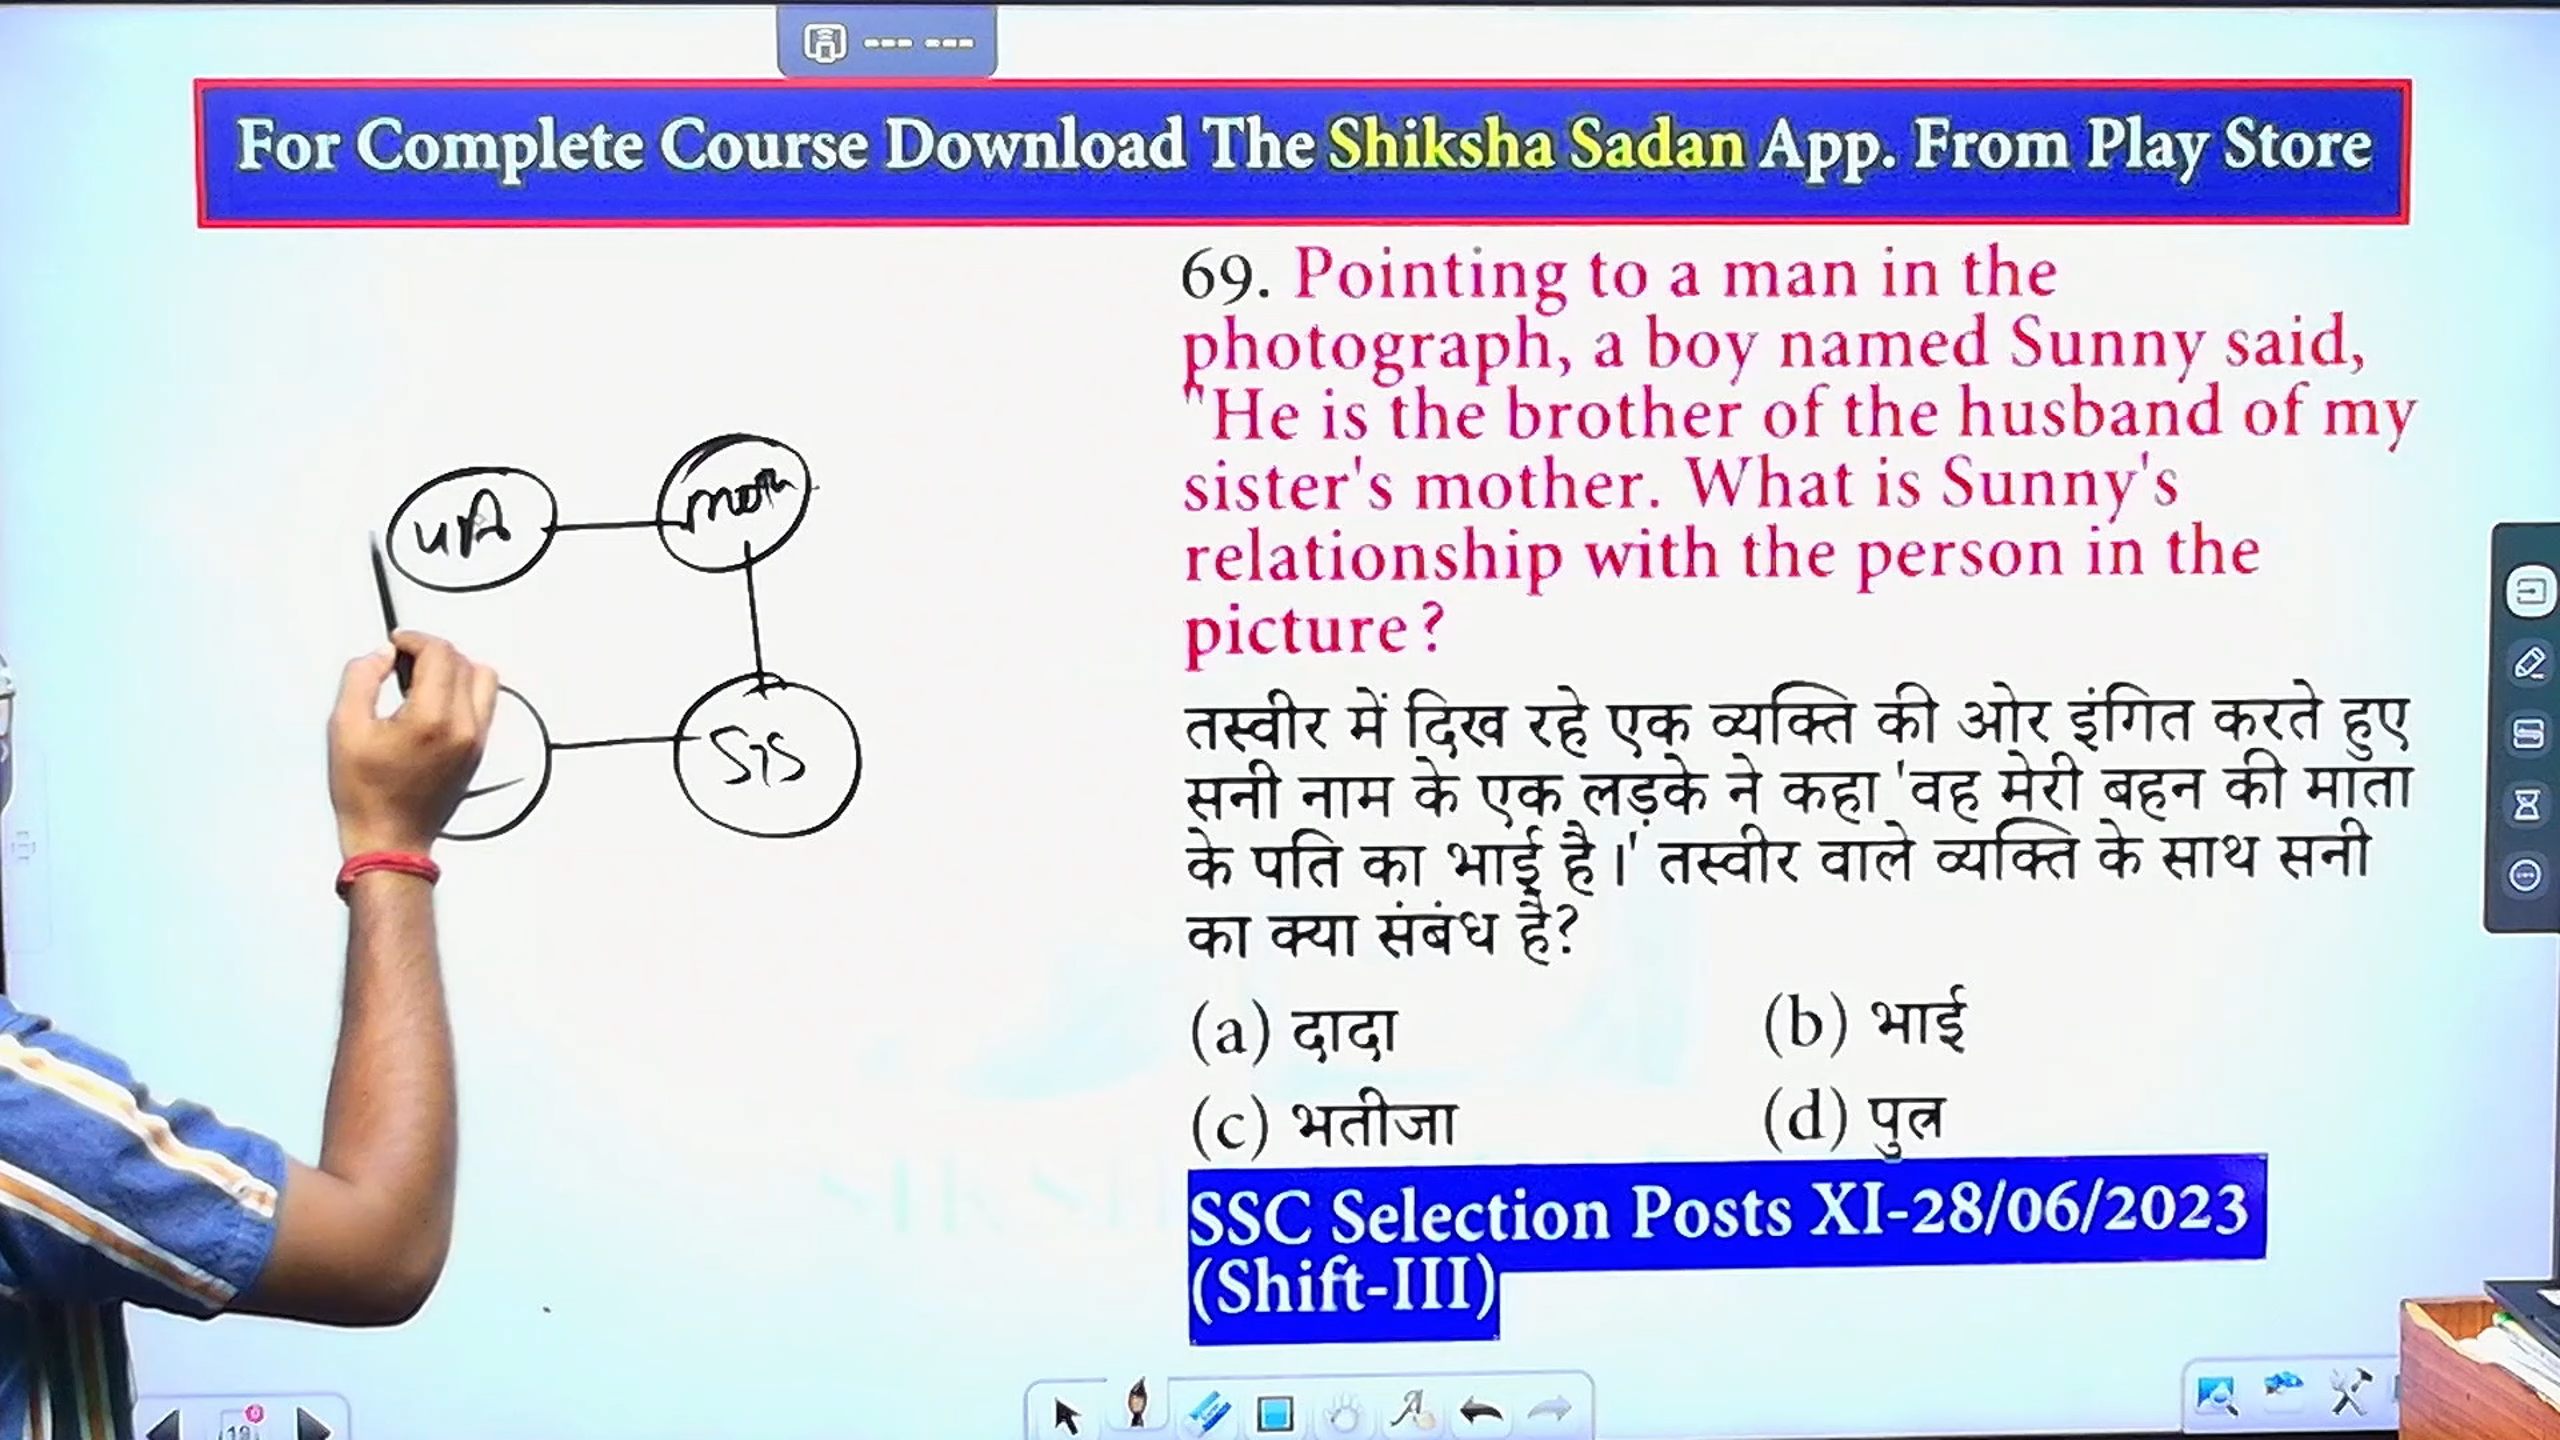 For Complete Course Download The Shiksha Sadan App. From Play Store
69. Pointing to a man in the
photograph, a boy named Sunny said,
"He is the brother of the husband of my
sister's mother. What is Sunny's
relationship with the person in the
picture?
तस्वीर में दिख रहे एक व्यक्ति की ओर इंगित करते हुए
सनी नाम के एक लड़के ने कहा 'वह मेरी बहन की माता
के पति का भाई है।' तस्वीर वाले व्यक्ति के साथ सनी
का क्या संबंध है?
(a) दादा (b) भाई
(c) भतीजा (d) पुत्र
SSC Selection Posts XI-28/06/2023
(Shift-III)
पति
Sis
19